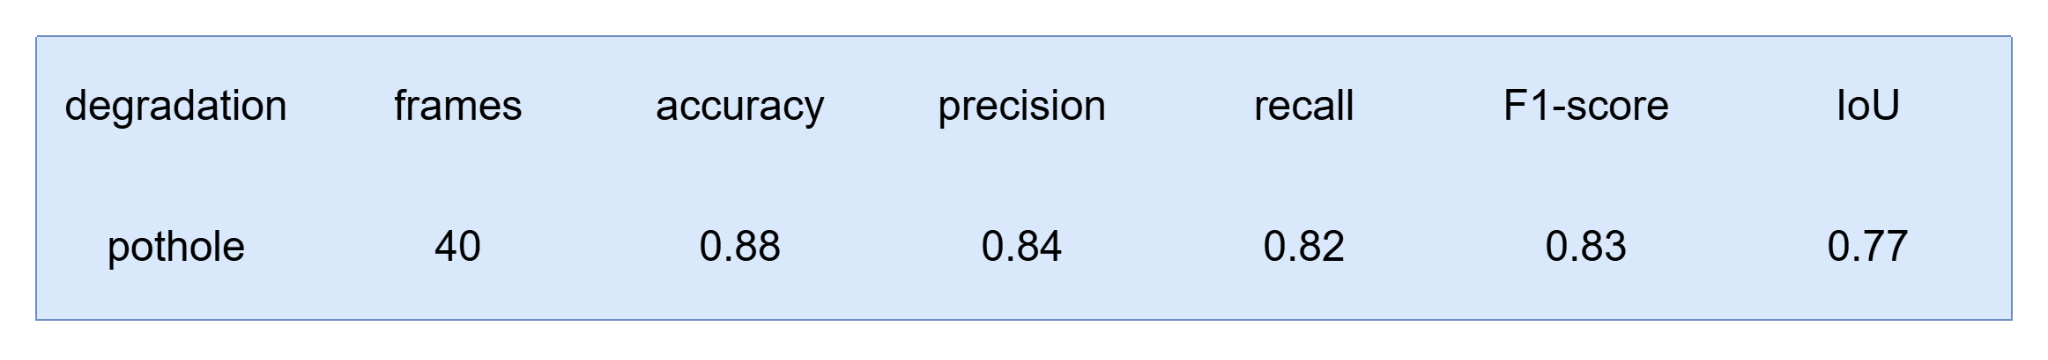 degradation frames accuracy precision recall F1-score IoU
pothole 40 0.88 0.84 0.82 0.83 0.77